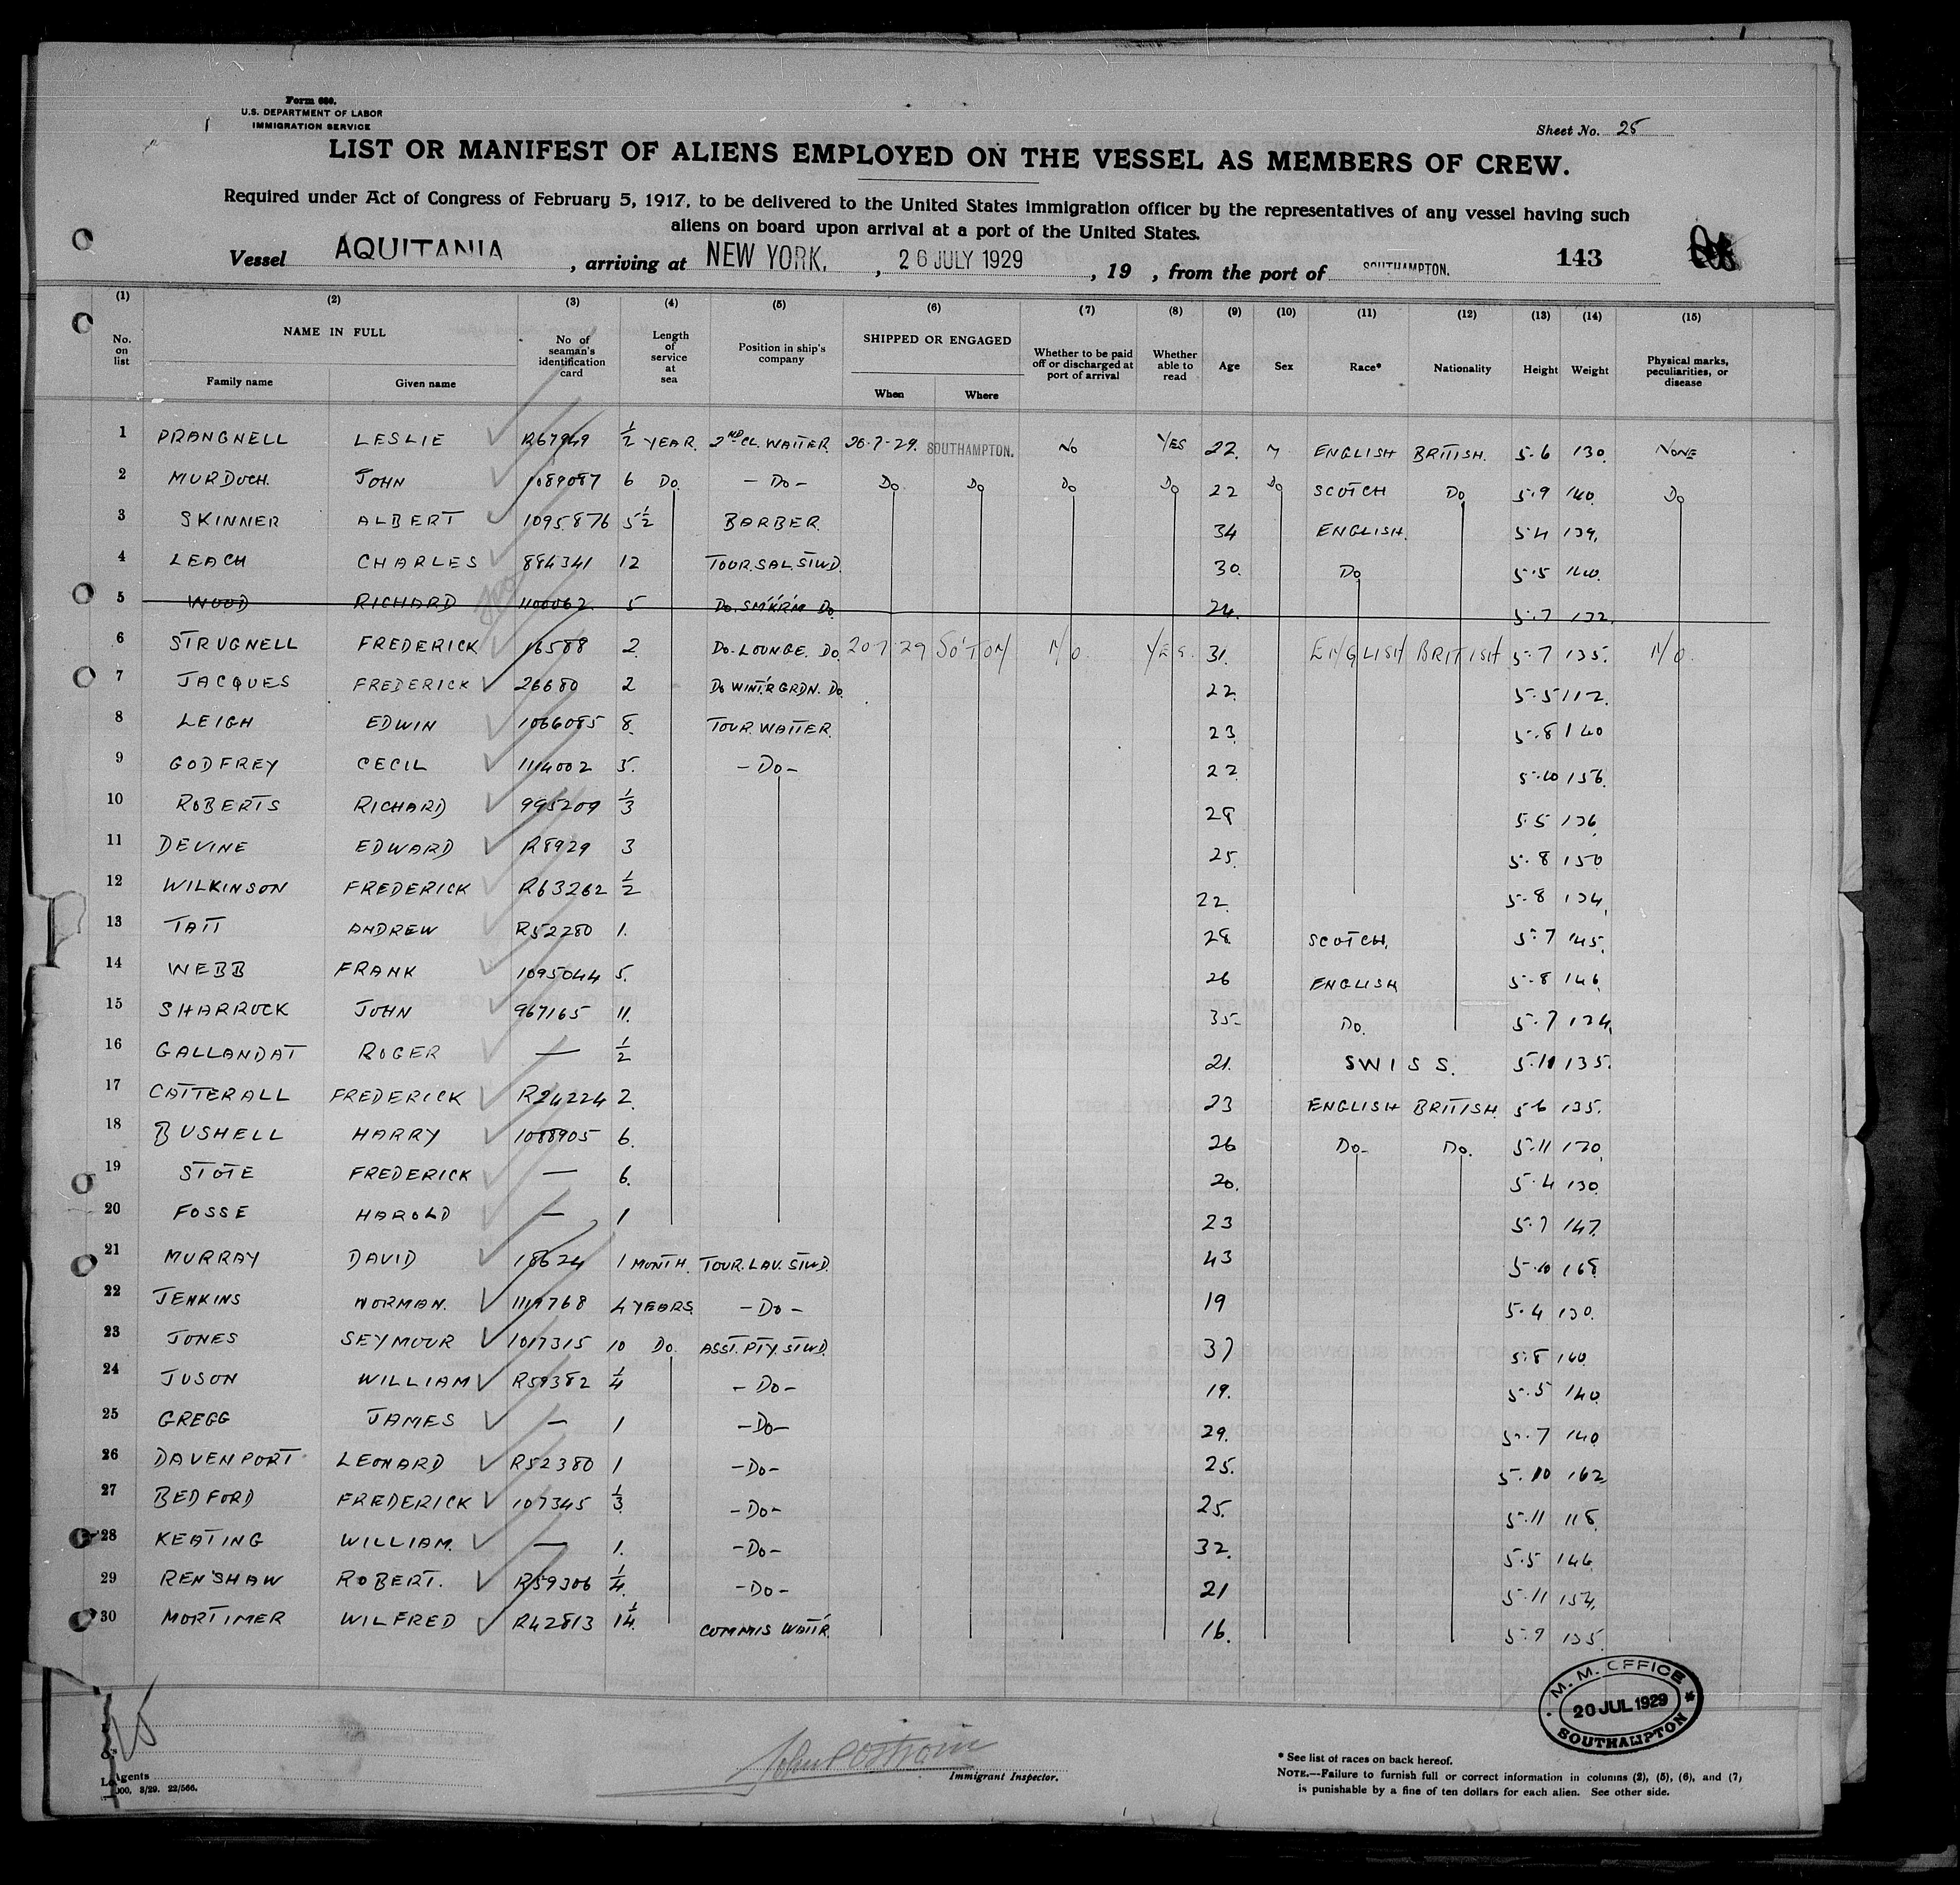 Form 680.
U.S. DEPARTMENT OF LABOR
IMMIGRATION SERVICE
Sheet No. 25
LIST OR MANIFEST OF ALIENS EMPLOYED ON THE VESSEL AS MEMBERS OF CREW.
Required under Act of Congress of February 5, 1917, to be delivered to the United States immigration officer by the representatives of any vessel having such
aliens on board upon arrival at a port of the United States.
Vessel AQUITANIA, arriving at NEW YORK, , 26 JULY 1929, 19 , from the port of SOUTHAMPTON. 143
(1) (2) (3) (4) (5) (6) (7) (8) (9) (10) (11) (12) (13) (14) (15)
No. on list NAME IN FULL Family name Given name No of seaman's identification card Length of service at sea Position in ship's company SHIPPED OR ENGAGED When Where Whether to be paid off or discharged at port of arrival Whether able to read Age Sex Race* Nationality Height Weight Physical marks, peculiarities, or disease
1 PRANGNELL LESLIE R67949 1/2 YEAR 2ND CL. WAITER 20-7-29. SOUTHAMPTON. NO YES 22. M ENGLISH BRITISH. 5.6 130. NONE
2 MURDOCH. JOHN 1089087 6 DO. - DO - DO DO DO DO 22 DO SCOTCH DO 5.9 140. DO
3 SKINNER ALBERT 1095876 5 1/2 BARBER. 34 ENGLISH. 5.4 139.
4 LEACH CHARLES 884341 12 TOUR.SAL.STWD. 30. DO 5.5 140.
5 WOOD RICHARD 1100062 5 DO. SM'K'R'M DO 24. 5.7 132.
6 STRUGNELL FREDERICK 16588 2. DO. LOUNGE. DO. 20 7 29 SO'TON NO YES. 31. ENGLISH BRITISH 5.7 135. NO
7 JACQUES FREDERICK 26680 2 DO WINT'R GRDN. DO. 22. 5.5 112.
8 LEIGH EDWIN 1066085 8. TOUR. WAITER. 23. 5.8 140
9 GODFREY CECIL 1114002 5. - DO - 22. 5.10 156.
10 ROBERTS RICHARD 995209 1/3 28 5.5 136.
11 DEVINE EDWARD R8929 3 25. 5.8 150
12 WILKINSON FREDERICK R63262 1/2 22. 5.8 134.
13 TAIT ANDREW R52280 1. 28. SCOTCH. 5.7 145.
14 WEBB FRANK 1095044 5. 26 ENGLISH 5.8 146.
15 SHARROCK JOHN 967165 11. 35- DO. 5.7 124.
16 GALLANDAT ROGER — 1/2 21. SWISS. 5.11 135.
17 CATTERALL FREDERICK R24224 2. 23 ENGLISH BRITISH. 5.6 135.
18 BUSHELL HARRY 1088905 6. 26 DO- DO. 5.11 170.
19 STOTE FREDERICK — 6. 20. 5.4 130.
20 FOSSE HAROLD — 1 23 5.7 147.
21 MURRAY DAVID 18624 1 MONTH. TOUR. LAV. STWD. 43 5.10 168.
22 JENKINS NORMAN. 1119768 4 YEARS. - DO - 19 5.4 130.
23 JONES SEYMOUR 1017315 10 DO. ASST. PTY. STWD. 37 5.8 140.
24 JUSON WILLIAM R59382 1/4 - DO - 19. 5.5 140.
25 GREGG JAMES — 1 - DO - 29. 5.7 140.
26 DAVENPORT LEONARD R52380 1 - DO - 25. 5.10 162.
27 BEDFORD FREDERICK 107345 1/3 - DO - 25. 5.11 118.
28 KEATING WILLIAM. — 1. - DO - 32. 5.5 144.
29 RENSHAW ROBERT. R59306 1/4. - DO - 21 5.11 154.
30 MORTIMER WILFRED R42813 1 1/4. COMMIS WAIT'R. 16. 5.9 135.
M. M. OFFICE
20 JUL 1929
SOUTHAMPTON
Immigrant Inspector.
* See list of races on back hereof.
NOTE.—Failure to furnish full or correct information in columns (2), (5), (6), and (7)
is punishable by a fine of ten dollars for each alien. See other side.
Agents
000. 3/29. 22/566.